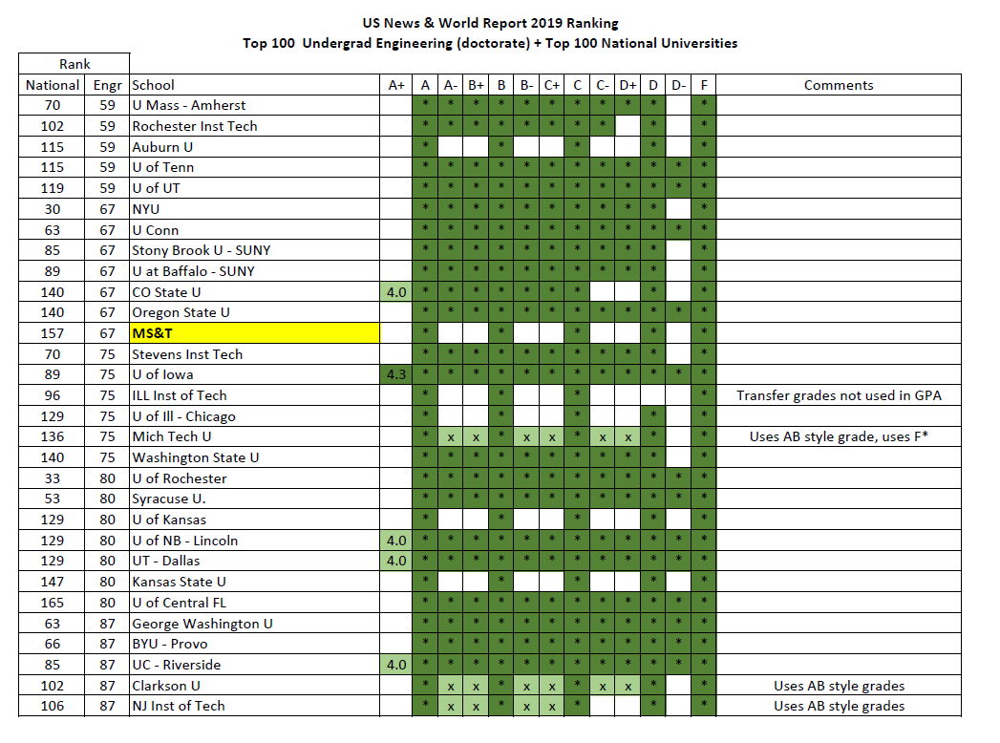 US News & World Report 2019 Ranking
Top 100 Undergrad Engineering (doctorate) + Top 100 National Universities
Rank
National Engr School A+ A A- B+ B B- C+ C C- D+ D D- F Comments
70 59 U Mass - Amherst * * * * * * * * * * *
102 59 Rochester Inst Tech * * * * * * * * * *
115 59 Auburn U * * * * *
115 59 U of Tenn * * * * * * * * * * * *
119 59 U of UT * * * * * * * * * * * *
30 67 NYU * * * * * * * * * * *
63 67 U Conn * * * * * * * * * * * *
85 67 Stony Brook U - SUNY * * * * * * * * * * *
89 67 U at Baffalo - SUNY * * * * * * * * * * *
140 67 CO State U 4.0 * * * * * * * * *
140 67 Oregon State U * * * * * * * * * * * *
157 67 MS&T * * * * *
70 75 Stevens Inst Tech * * * * * * * * * * *
89 75 U of Iowa 4.3 * * * * * * * * * * * *
96 75 ILL Inst of Tech * * * * Transfer grades not used in GPA
129 75 U of Ill - Chicago * * * * *
136 75 Mich Tech U * x x * x x * x x * * Uses AB style grade, uses F*
140 75 Washington State U * * * * * * * * * * *
33 80 U of Rochester * * * * * * * * * * * *
53 80 Syracuse U. * * * * * * * * * * * *
129 80 U of Kansas * * * * *
129 80 U of NB - Lincoln 4.0 * * * * * * * * * * * *
129 80 UT - Dallas 4.0 * * * * * * * * * * * *
147 80 Kansas State U * * * * *
165 80 U of Central FL * * * * * * * * * * * *
63 87 George Washington U * * * * * * * * * * * *
66 87 BYU - Provo * * * * * * * * * * * *
85 87 UC - Riverside 4.0 * * * * * * * * * * * *
102 87 Clarkson U * x x * x x * x x * * Uses AB style grades
106 87 NJ Inst of Tech * x x * x x * * * Uses AB style grades